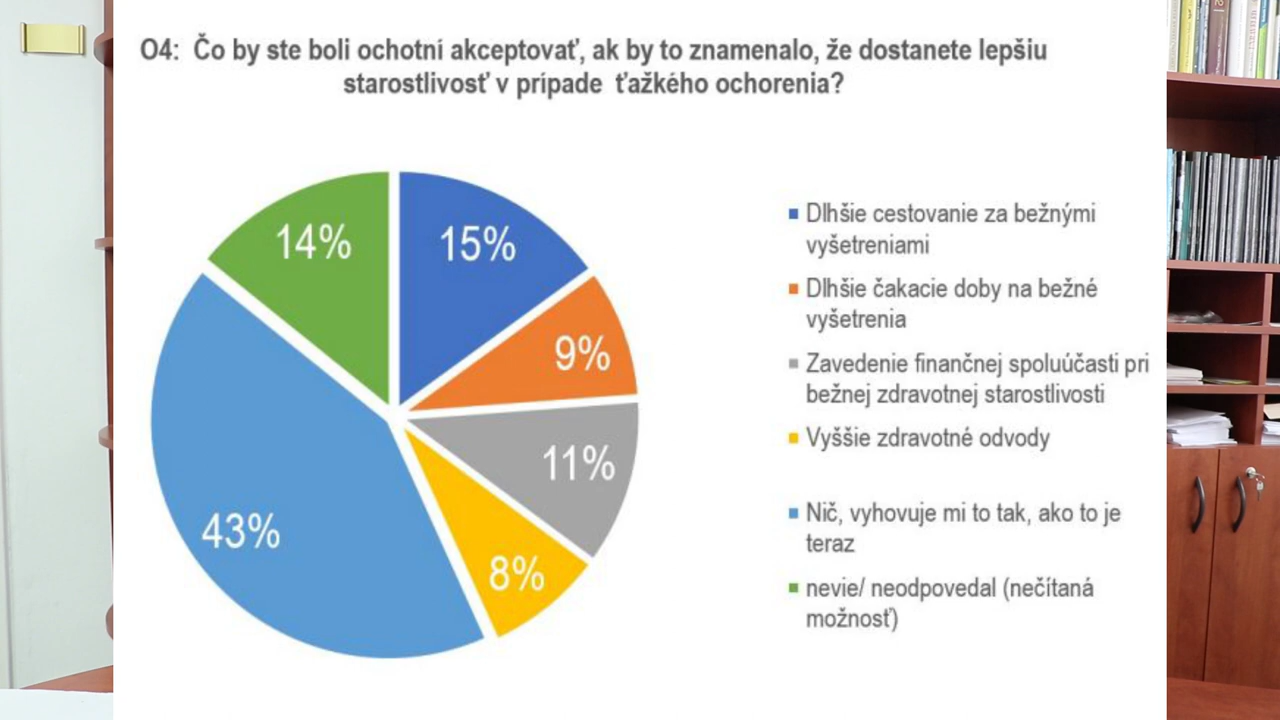 O4: Čo by ste boli ochotní akceptovať, ak by to znamenalo, že dostanete lepšiu
starostlivosť v prípade ťažkého ochorenia?
14%
15%
9%
11%
43%
8%
Dlhšie cestovanie za bežnými
vyšetreniami
Dlhšie čakacie doby na bežné
vyšetrenia
Zavedenie finančnej spoluúčasti pri
bežnej zdravotnej starostlivosti
Vyššie zdravotné odvody
Nič, vyhovuje mi to tak, ako to je
teraz
nevie/ neodpovedal (nečítaná
možnosť)